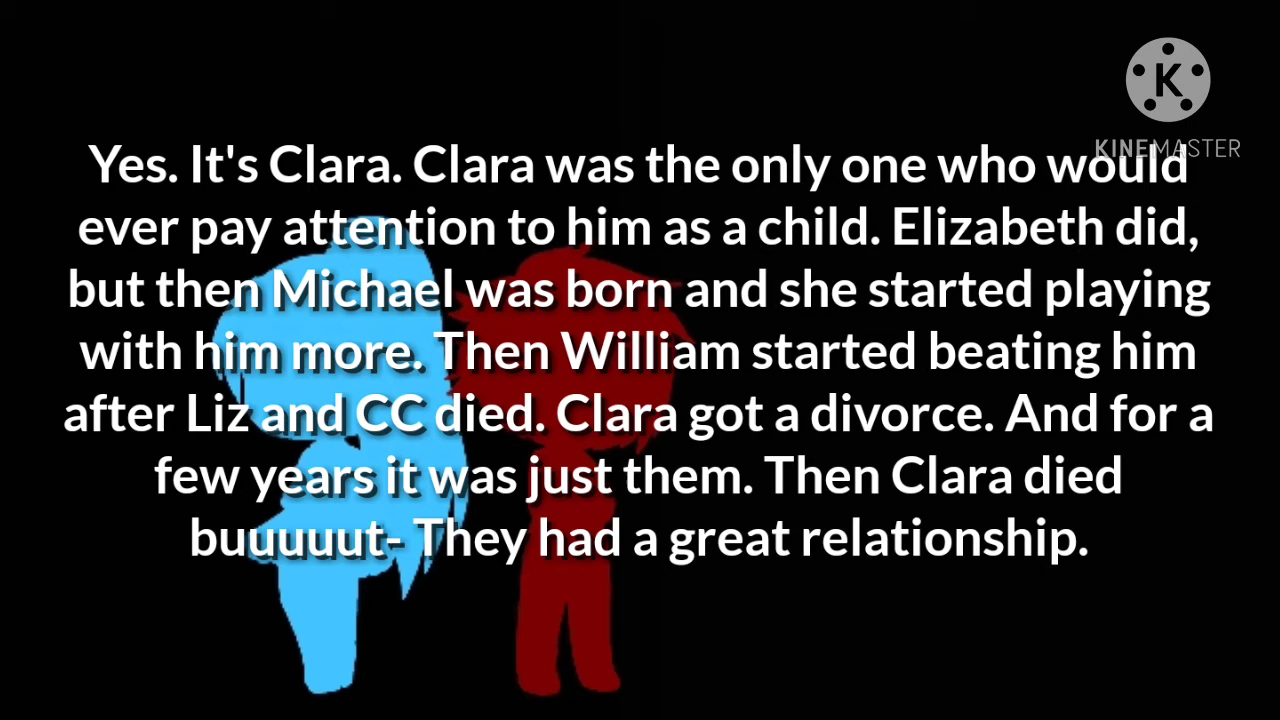 Yes. It's Clara. Clara was the only one who would
ever pay attention to him as a child. Elizabeth did,
but then Michael was born and she started playing
with him more. Then William started beating him
after Liz and CC died. Clara got a divorce. And for a
few years it was just them. Then Clara died
buuuuut- They had a great relationship.
K
KINEMASTER